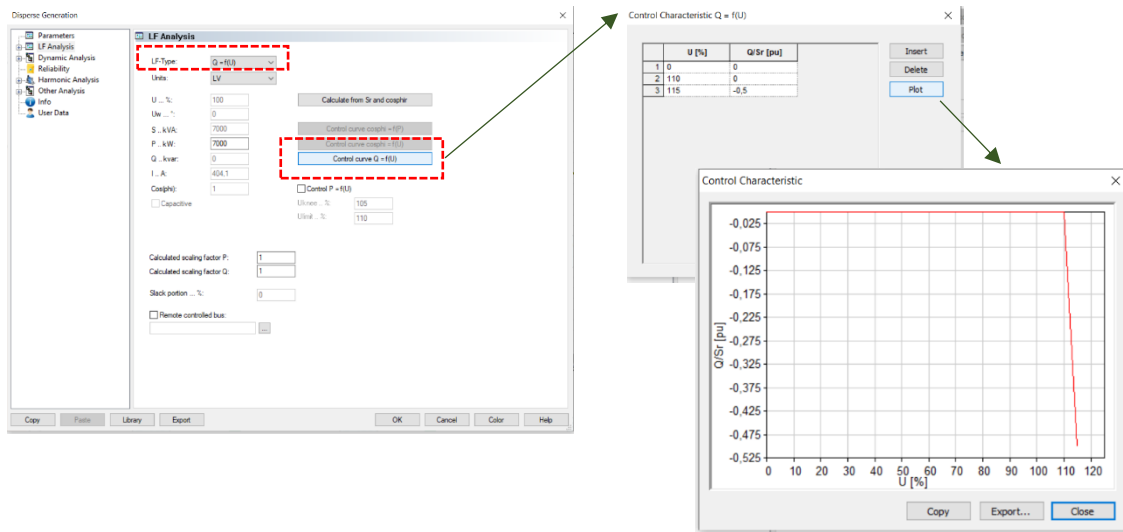 Disperse Generation
Parameters
LF Analysis
Dynamic Analysis
Reliability
Harmonic Analysis
Other Analysis
Info
User Data
LF Analysis
LF-Type: Q = f(U)
Units: LV
U ... %: 100
Uw ... °: 0
S .. kVA: 7000
P .. kW: 7000
Q .. kvar: 0
I .. A: 404.1
Cos(phi): 1
Capacitive
Calculate from Sr and cosphir
Control curve cosphi = f(P)
Control curve cosphi = f(U)
Control curve Q = f(U)
Control P = f(U)
Uknee ... %: 105
Ulimit ... %: 110
Calculated scaling factor P: 1
Calculated scaling factor Q: 1
Slack portion ... %: 0
Remote controlled bus:
...
Copy Paste Library Export OK Cancel Color Help
Control Characteristic Q = f(U)
U [%] Q/Sr [pu]
1 0 0
2 110 0
3 115 -0,5
Insert
Delete
Plot
Control Characteristic
-0,025
-0,075
-0,125
-0,175
-0,225
-0,275
-0,325
-0,375
-0,425
-0,475
-0,525
Q/Sr [pu]
0 10 20 30 40 50 60 70 80 90 100 110 120
U [%]
Copy Export... Close